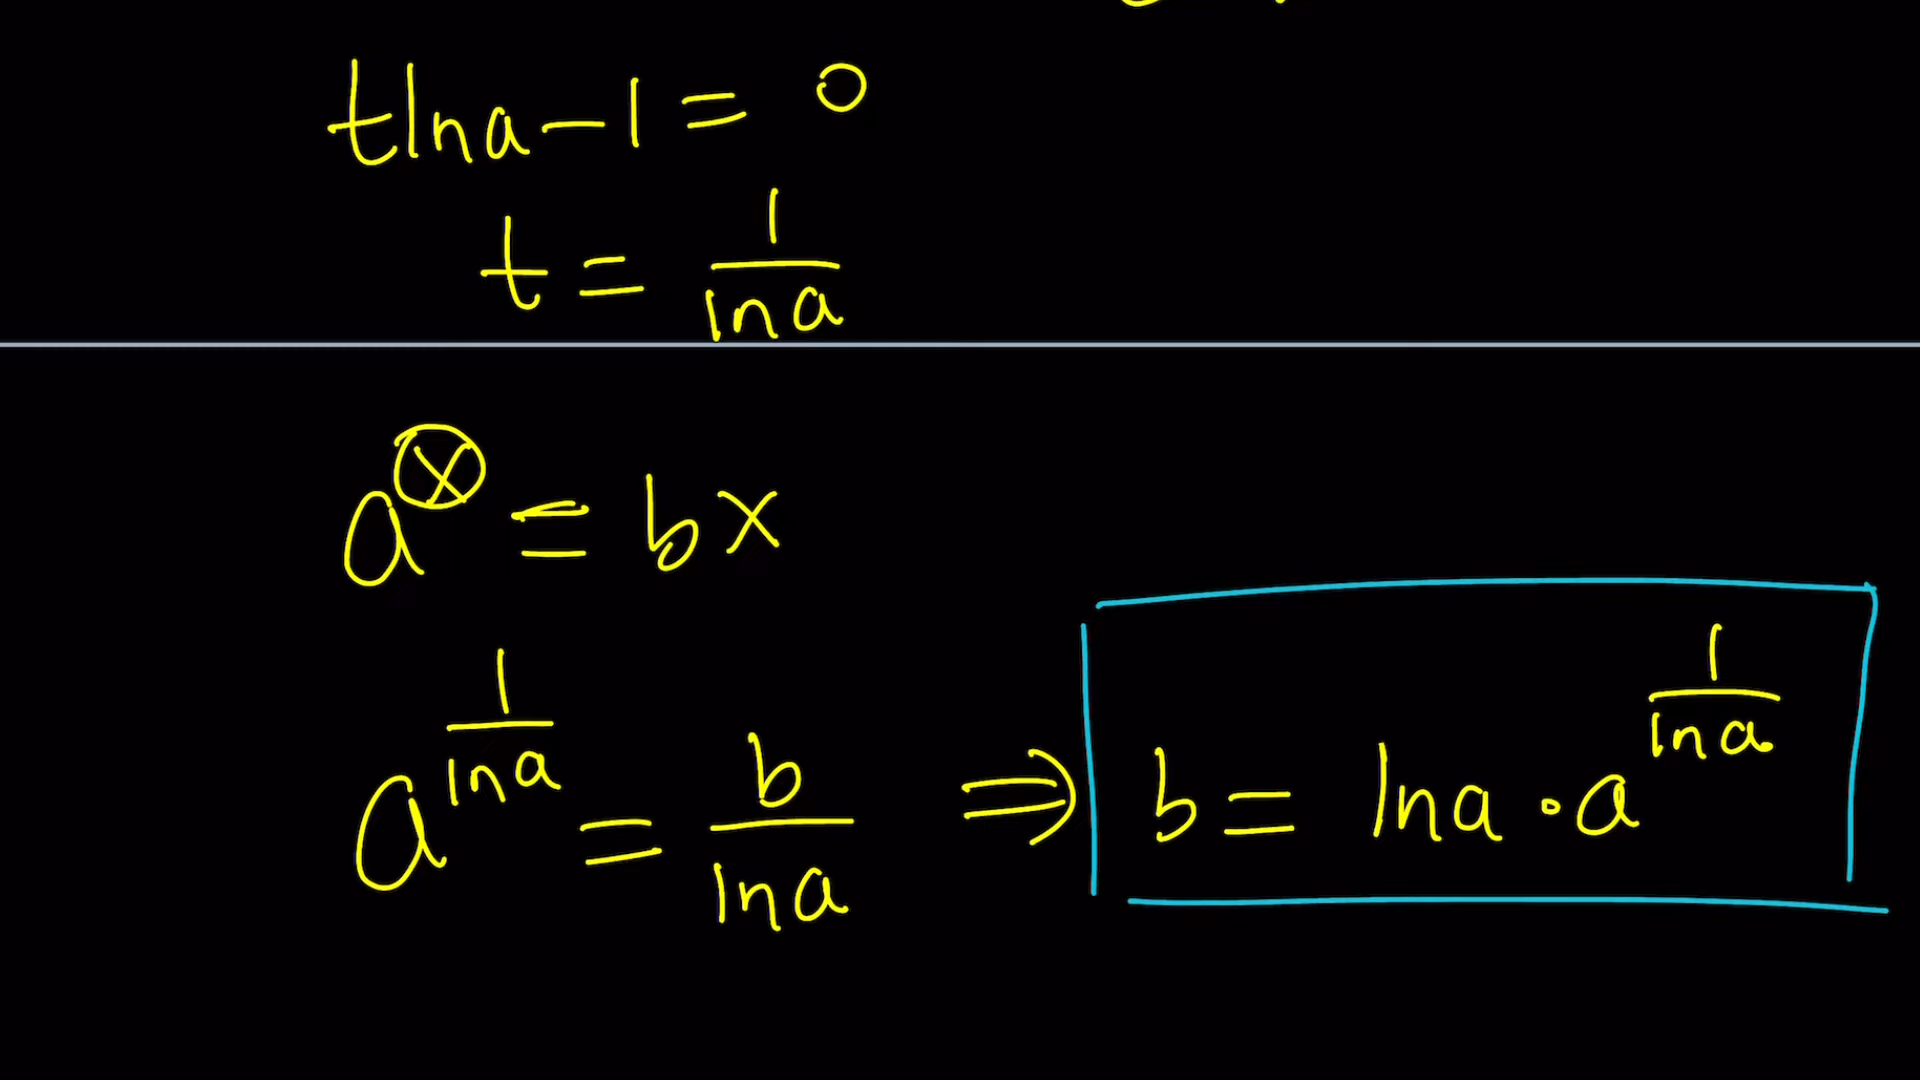 tlna - 1 = 0
t = 1/lna
a^x = bx
a^(1/lna) = b/lna ⇒ b = lna · a^(1/lna)